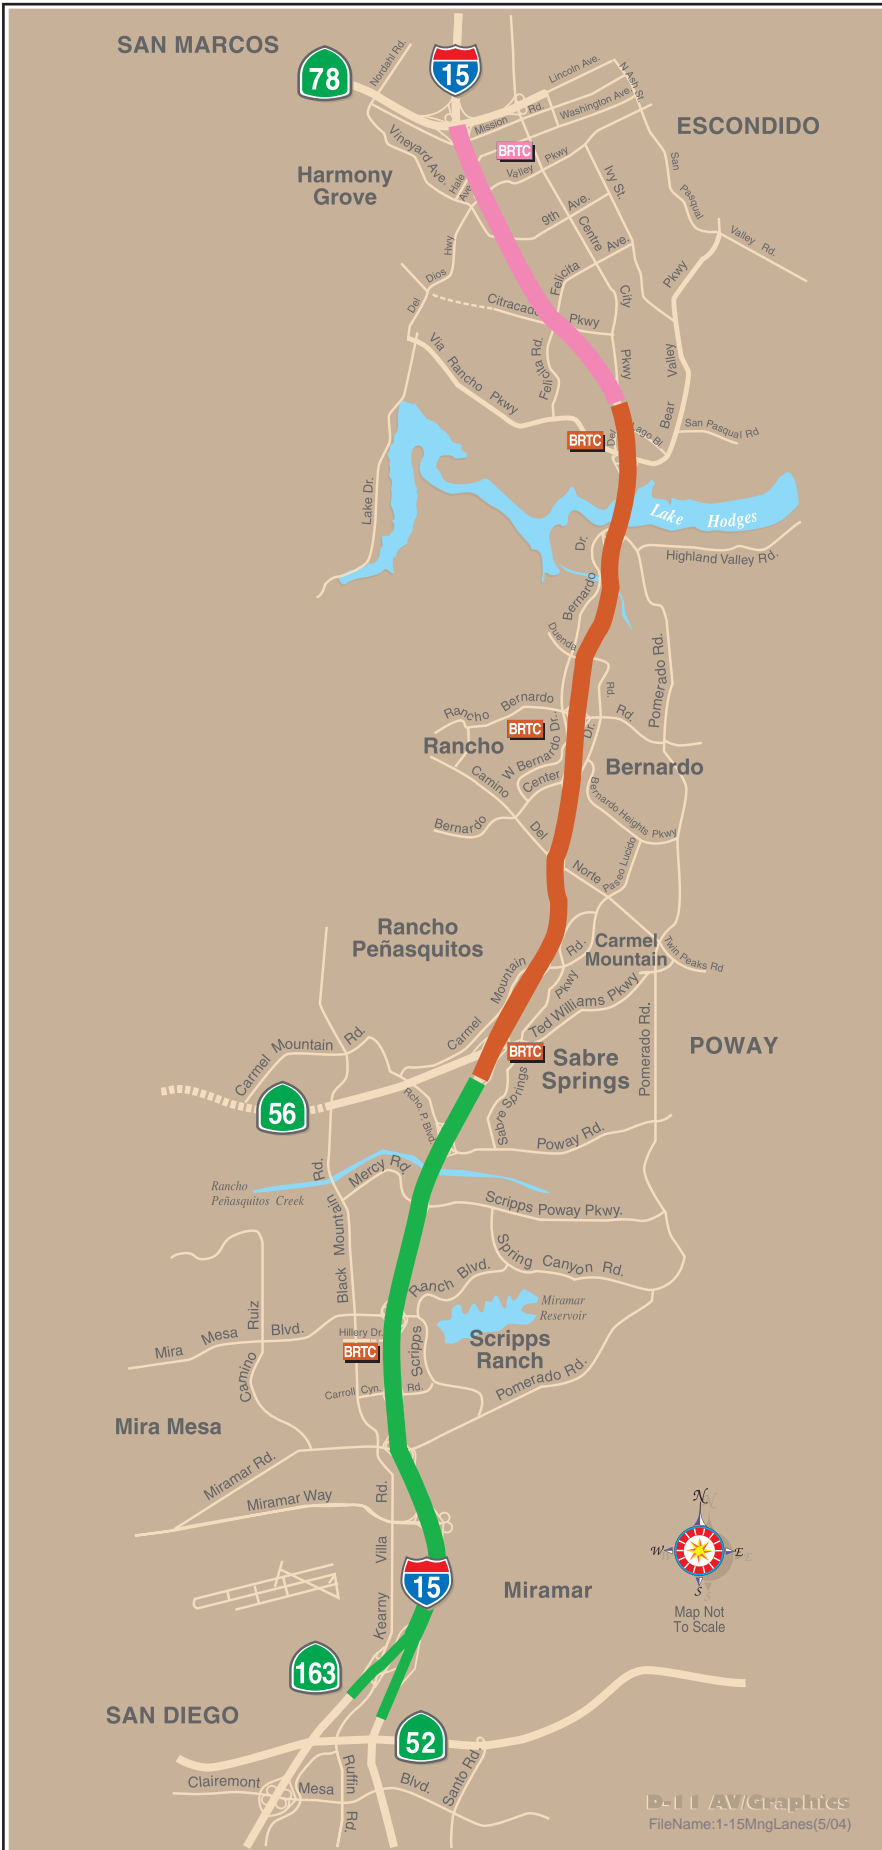 SAN MARCOS
78
Nordahl Rd.
15
Lincoln Ave.
N Ash St.
Mission Rd.
Washington Ave.
ESCONDIDO
Vineyard Ave.
BRTC
Valley Pkwy
Hale Ave
Harmony
Grove
San Pasqual Valley Rd.
Ivy St.
9th Ave.
Centre City Pkwy
Felicita Ave.
Del Dios Hwy
Citracado Pkwy
Bear Valley Pkwy
Via Rancho Pkwy
Felicita Rd.
BRTC
Del Lago Bl
San Pasqual Rd
Lake Dr.
Lake Hodges
Highland Valley Rd.
Bernardo Dr.
Duenda Rd.
Pomerado Rd.
Rancho Bernardo Rd.
BRTC
W Bernardo Dr.
Rancho
Bernardo
Bernardo Center Dr.
Camino Del Norte
Bernardo Heights Pkwy
Paseo Lucido
Rancho
Peñasquitos
Carmel
Mountain
Twin Peaks Rd
Carmel Mountain Rd.
Ted Williams Pkwy
Pkwy
Pomerado Rd.
POWAY
Carmel Mountain Rd.
BRTC
Sabre
Springs
Sabre Springs
56
Rcho. P. Blvd.
Poway Rd.
Rancho
Peñasquitos Creek
Mercy Rd
Black Mountain Rd.
Scripps Poway Pkwy.
Spring Canyon Rd.
Scripps Ranch Blvd.
Miramar
Reservoir
Scripps
Ranch
Mira Mesa Blvd.
Camino Ruiz
Hillery Dr.
BRTC
Carroll Cyn. Rd.
Pomerado Rd.
Mira Mesa
Miramar Rd.
Miramar Way
Kearny Villa Rd.
15
Miramar
N
W
E
S
Map Not
To Scale
163
SAN DIEGO
52
Clairemont Mesa Blvd.
Ruffin Rd.
Santo Rd.
D-11 AV/Graphics
FileName:1-15MngLanes(5/04)